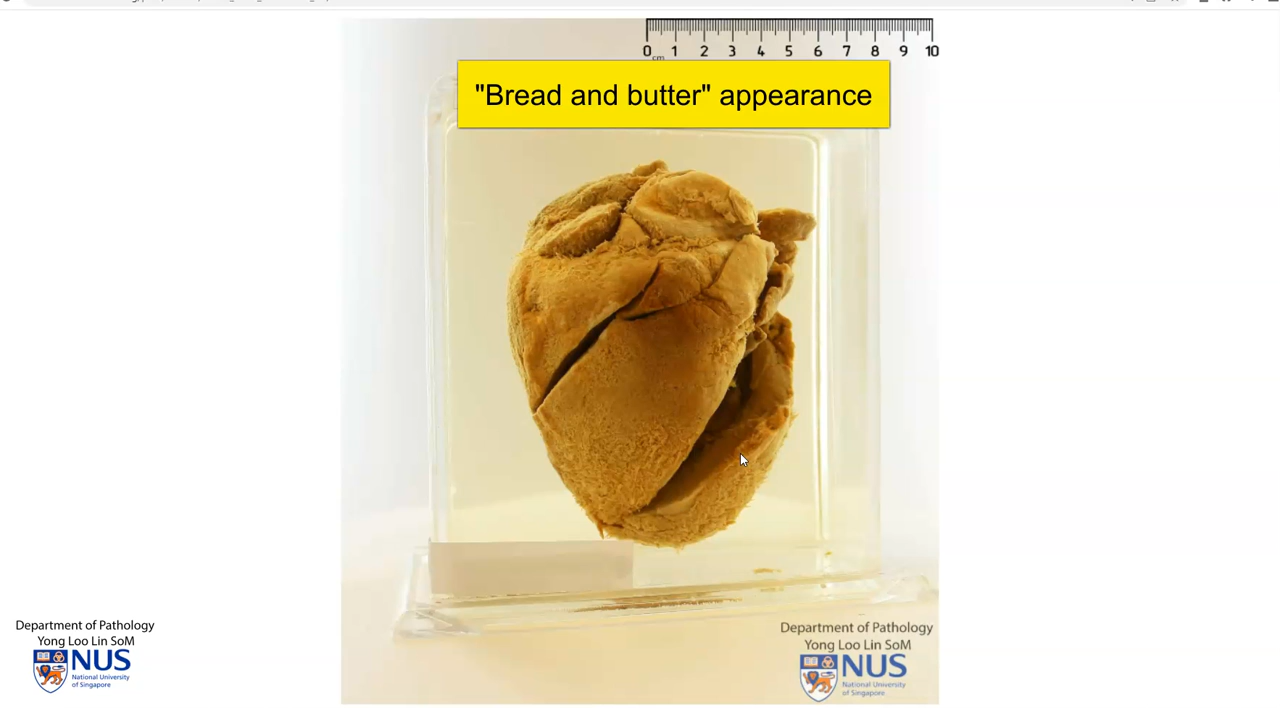 0 1 2 3 4 5 6 7 8 9 10
cm
"Bread and butter" appearance
Department of Pathology
Yong Loo Lin SoM
NUS
National University
of Singapore
Department of Pathology
Yong Loo Lin SoM
NUS
National University
of Singapore